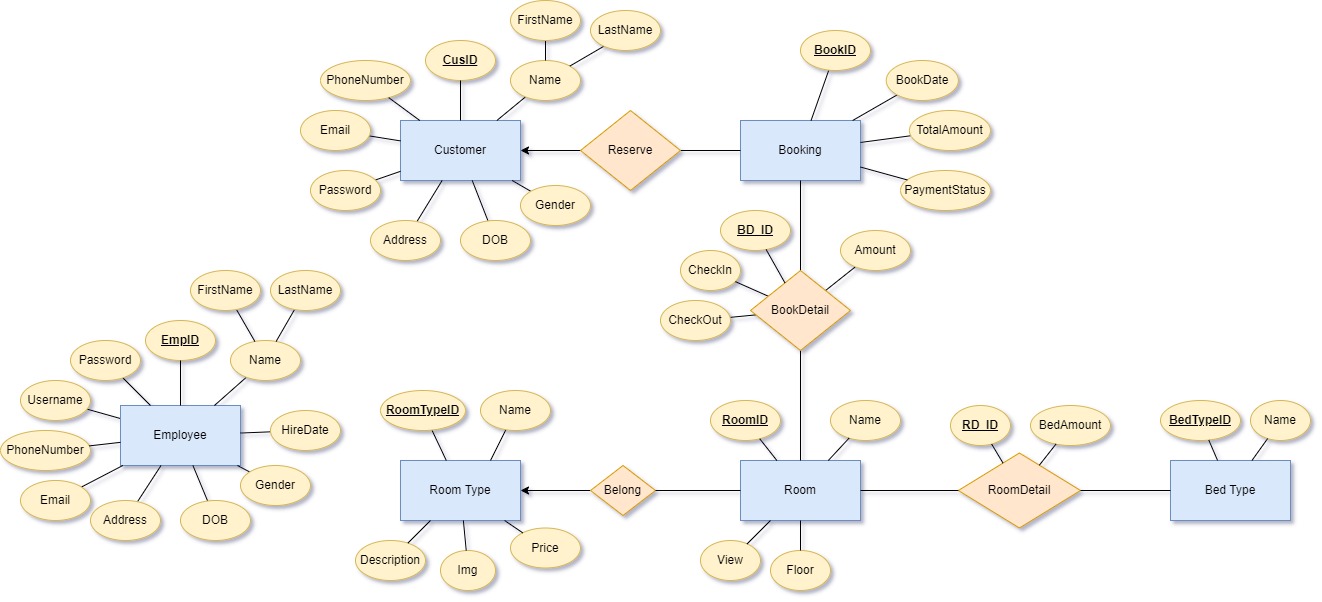 FirstName
LastName
CusID
PhoneNumber
Name
Email
Customer
Password
Address
DOB
Gender
Reserve
BookID
BookDate
TotalAmount
Booking
PaymentStatus
BD_ID
CheckIn
Amount
CheckOut
BookDetail
FirstName
LastName
EmpID
Password
Name
Username
PhoneNumber
Employee
HireDate
Email
Address
DOB
Gender
RoomTypeID
Name
Room Type
Description
Img
Price
Belong
RoomID
Name
Room
View
Floor
RD_ID
BedAmount
RoomDetail
BedTypeID
Name
Bed Type